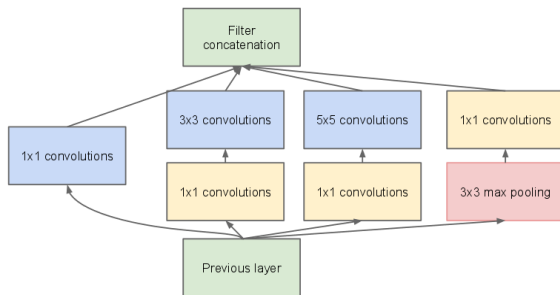 Filter
concatenation
3x3 convolutions
5x5 convolutions
1x1 convolutions
1x1 convolutions
1x1 convolutions
1x1 convolutions
3x3 max pooling
Previous layer